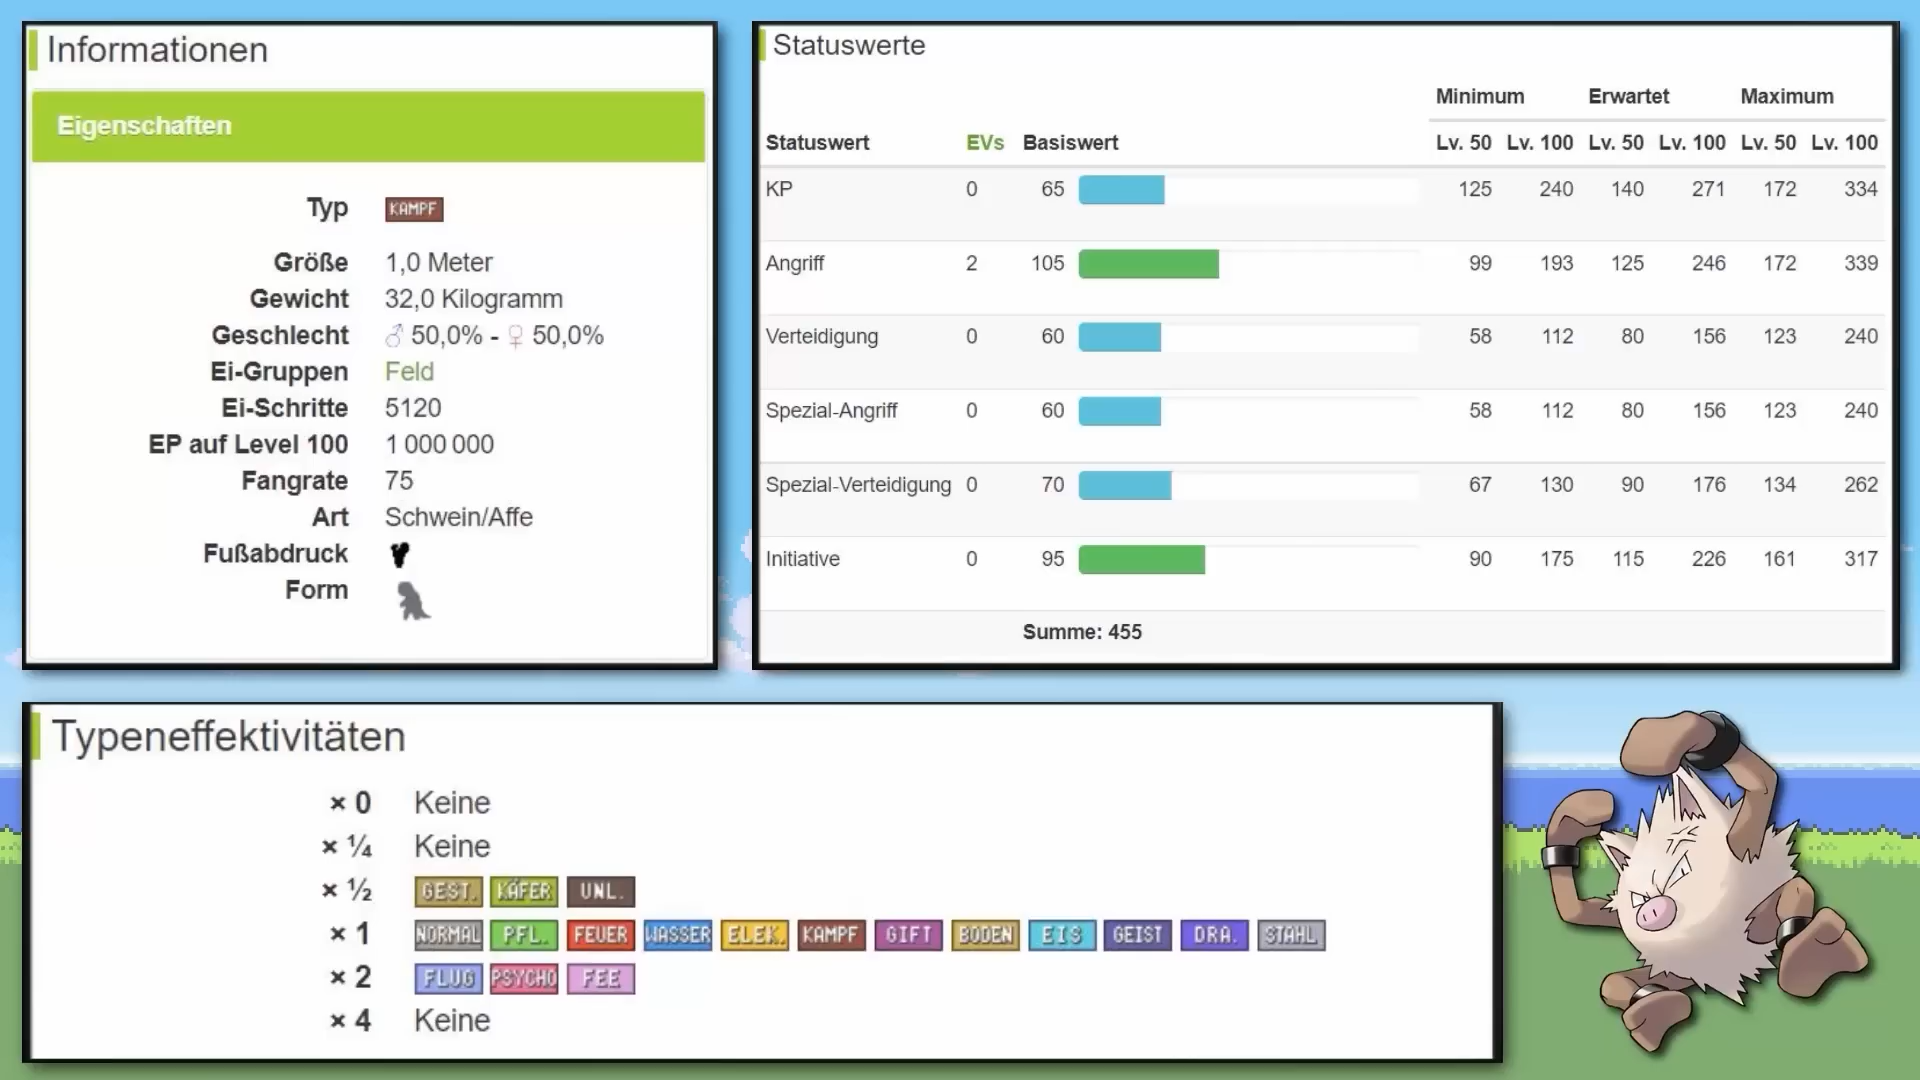 Informationen
Eigenschaften
Typ KAMPF
Größe 1,0 Meter
Gewicht 32,0 Kilogramm
Geschlecht ♂ 50,0% - ♀ 50,0%
Ei-Gruppen Feld
Ei-Schritte 5120
EP auf Level 100 1 000 000
Fangrate 75
Art Schwein/Affe
Fußabdruck
Form
Statuswerte
Minimum Erwartet Maximum
Statuswert EVs Basiswert Lv. 50 Lv. 100 Lv. 50 Lv. 100 Lv. 50 Lv. 100
KP 0 65 125 240 140 271 172 334
Angriff 2 105 99 193 125 246 172 339
Verteidigung 0 60 58 112 80 156 123 240
Spezial-Angriff 0 60 58 112 80 156 123 240
Spezial-Verteidigung 0 70 67 130 90 176 134 262
Initiative 0 95 90 175 115 226 161 317
Summe: 455
Typeneffektivitäten
× 0 Keine
× ¼ Keine
× ½ GEST. KÄFER UNL.
× 1 NORMAL PFL. FEUER WASSER ELEK. KAMPF GIFT BODEN EIS GEIST DRA. STAHL
× 2 FLUG PSYCHO FEE
× 4 Keine